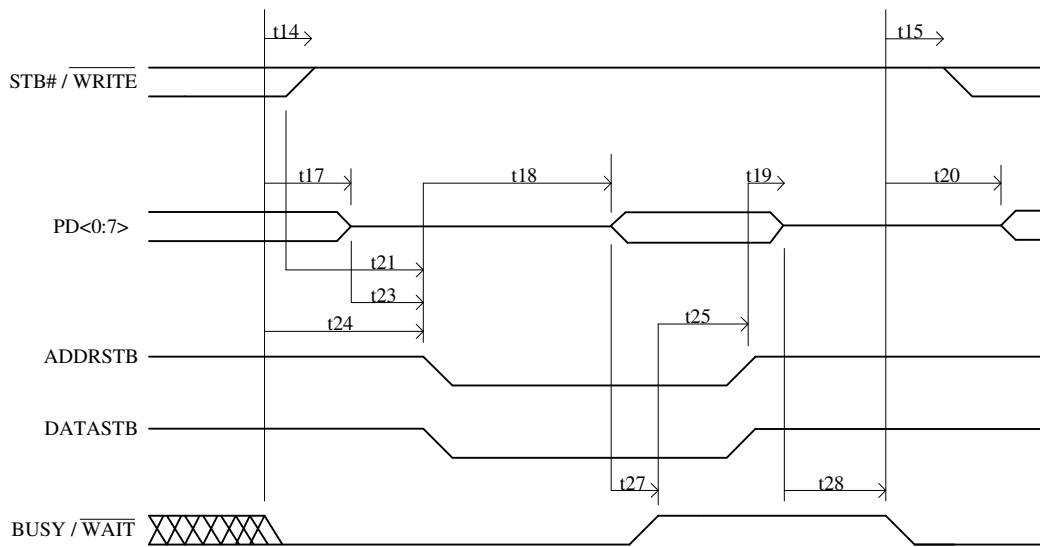 t14
t15
STB# / WRITE
t17
t18
t19
t20
PD<0:7>
t21
t23
t24
t25
ADDRSTB
DATASTB
t27
t28
BUSY / WAIT